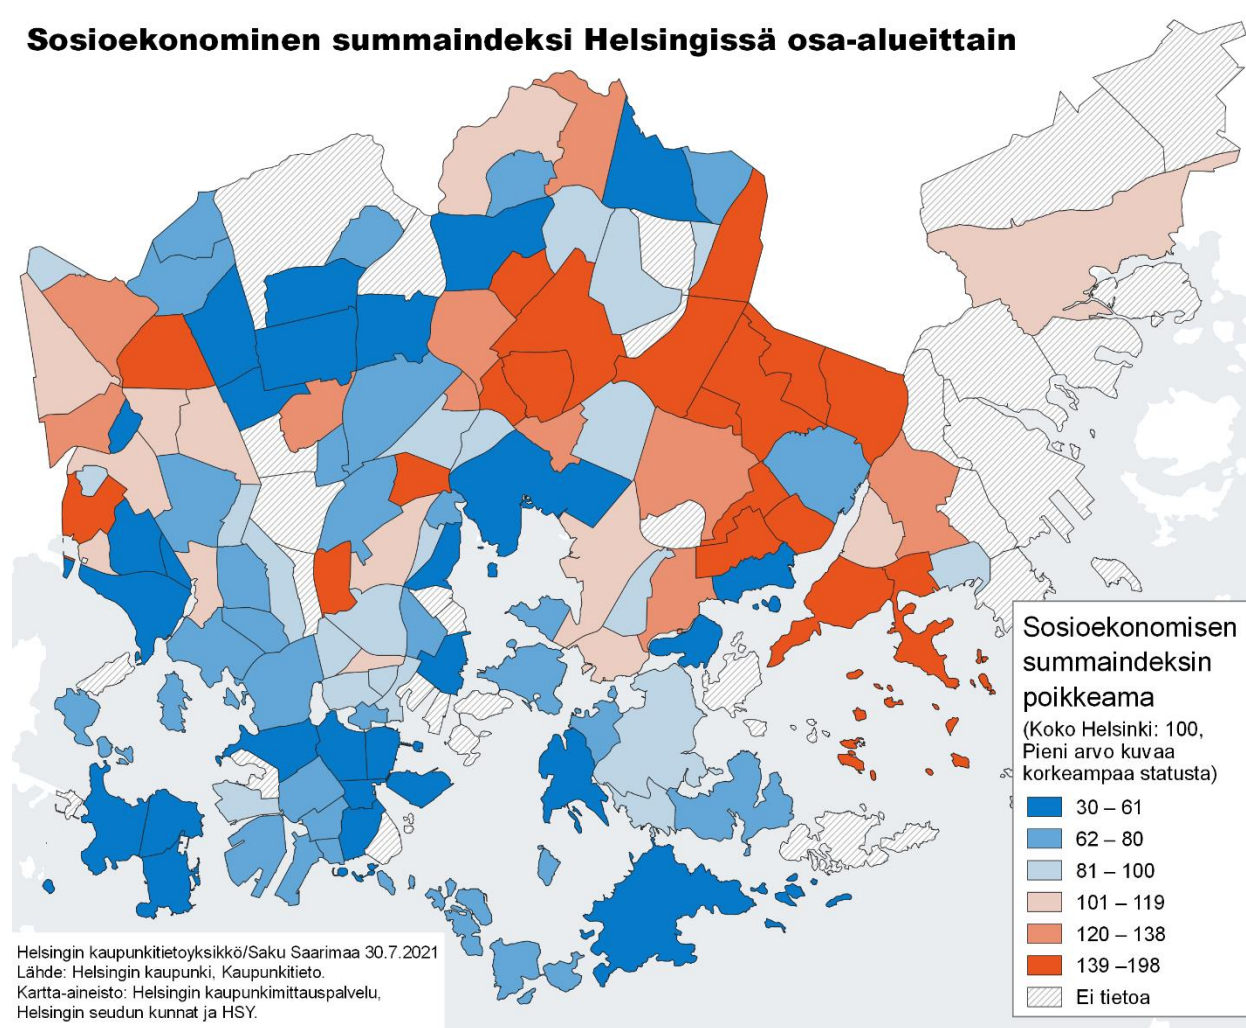 Sosioekonominen summaindeksi Helsingissä osa-alueittain
Sosioekonomisen
summaindeksin
poikkeama
(Koko Helsinki: 100,
Pieni arvo kuvaa
korkeampaa statusta)
30 – 61
62 – 80
81 – 100
101 – 119
120 – 138
139 –198
Ei tietoa
Helsingin kaupunkitietoyksikkö/Saku Saarimaa 30.7.2021
Lähde: Helsingin kaupunki, Kaupunkitieto.
Kartta-aineisto: Helsingin kaupunkimittauspalvelu,
Helsingin seudun kunnat ja HSY.